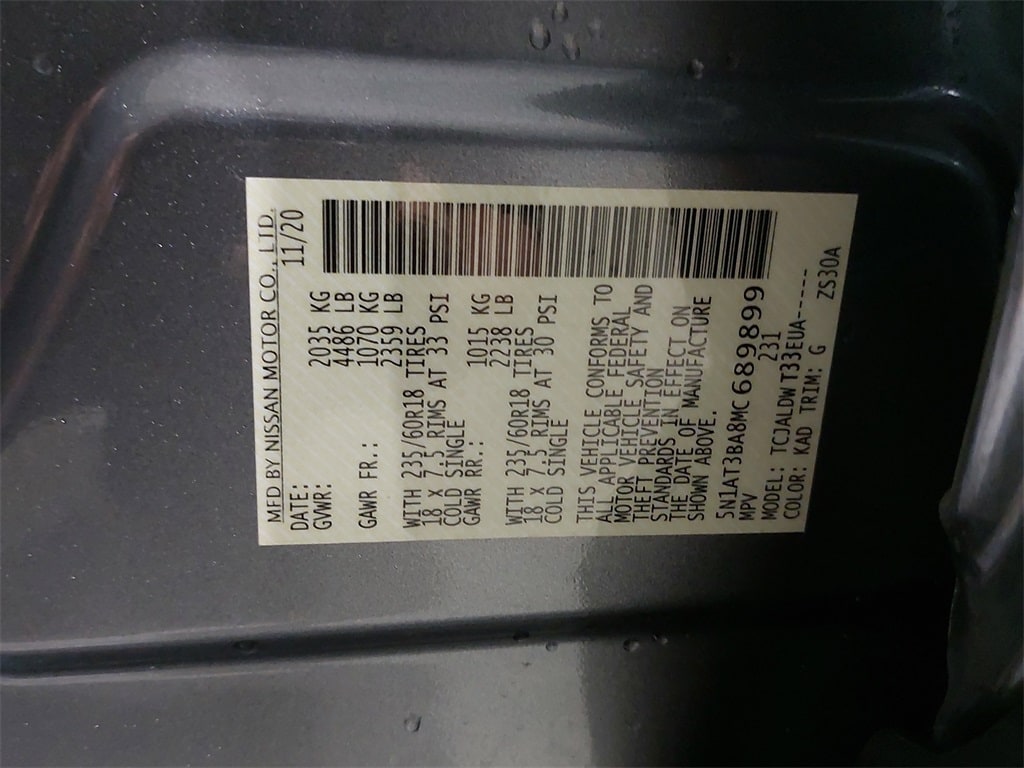 MFD BY NISSAN MOTOR CO., LTD.
DATE: 11/20
GVWR: 2035 KG
4486 LB
GAWR FR.: 1070 KG
2359 LB
WITH 235/60R18 TIRES
18 X 7.5 RIMS AT 33 PSI
COLD SINGLE
GAWR RR.: 1015 KG
2238 LB
WITH 235/60R18 TIRES
18 X 7.5 RIMS AT 30 PSI
COLD SINGLE
THIS VEHICLE CONFORMS TO
ALL APPLICABLE FEDERAL
MOTOR VEHICLE SAFETY AND
THEFT PREVENTION
STANDARDS IN EFFECT ON
THE DATE OF MANUFACTURE
SHOWN ABOVE.
5N1AT3BA8MC689899
MPV 231
MODEL: TCJALDWT33EUA-----
COLOR: KAD TRIM: G ZS30A